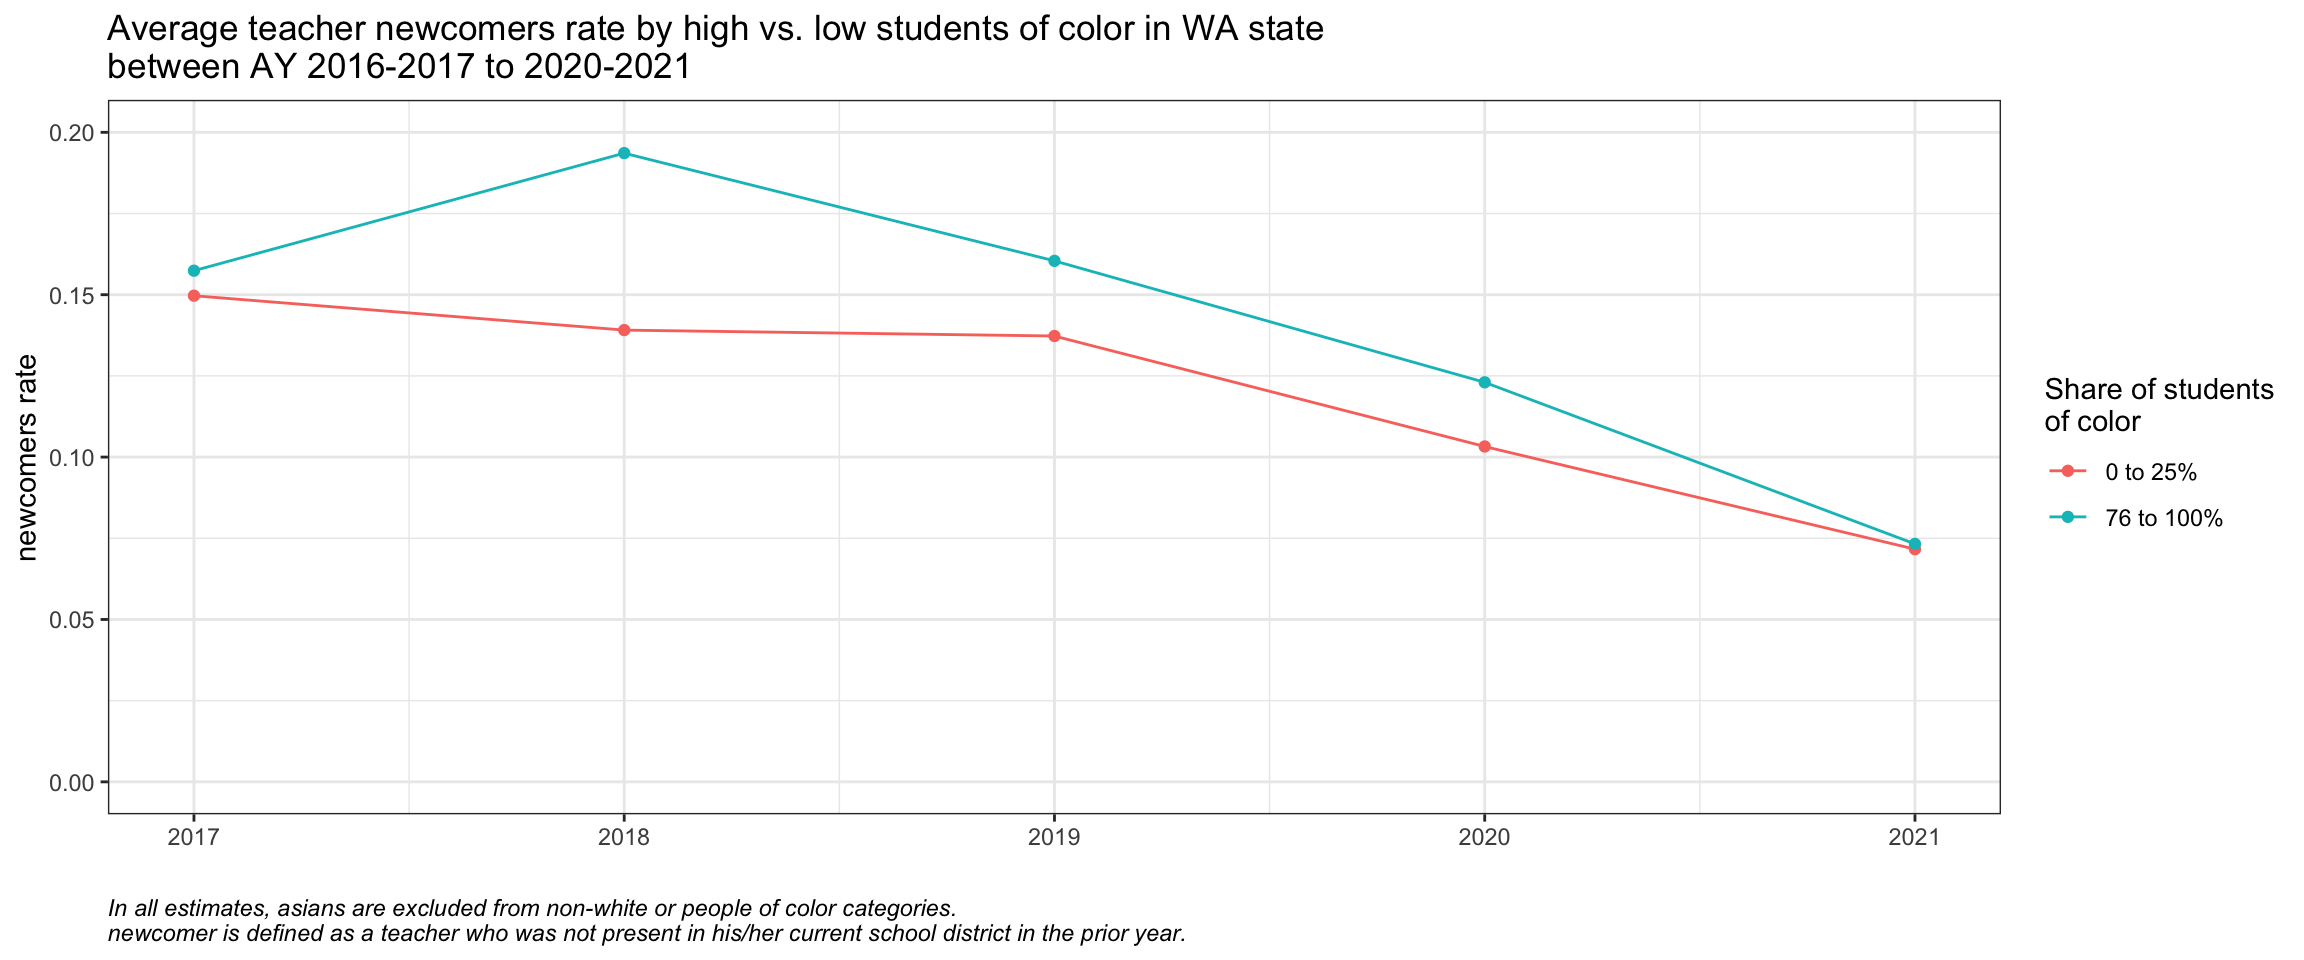 Average teacher newcomers rate by high vs. low students of color in WA state
between AY 2016-2017 to 2020-2021
0.20
0.15
0.10
0.05
0.00
newcomers rate
2017
2018
2019
2020
2021
Share of students
of color
0 to 25%
76 to 100%
In all estimates, asians are excluded from non-white or people of color categories.
newcomer is defined as a teacher who was not present in his/her current school district in the prior year.